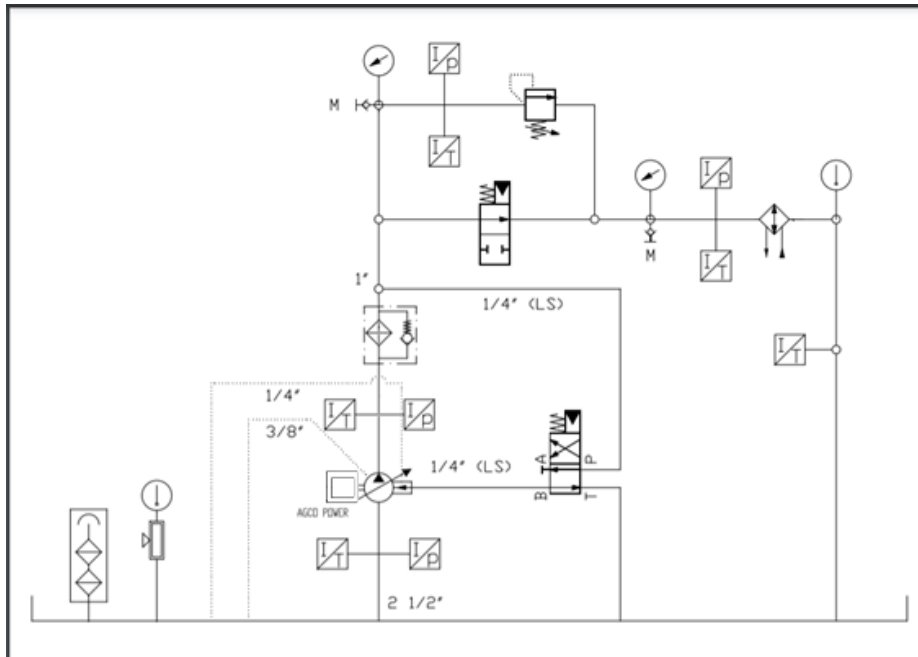 I P
M
I T
I P
M
I T
1"
1/4" (LS)
I T
1/4"
I T
I P
3/8"
A P
1/4" (LS)
B T
AGCO POWER
I T
I P
2 1/2"